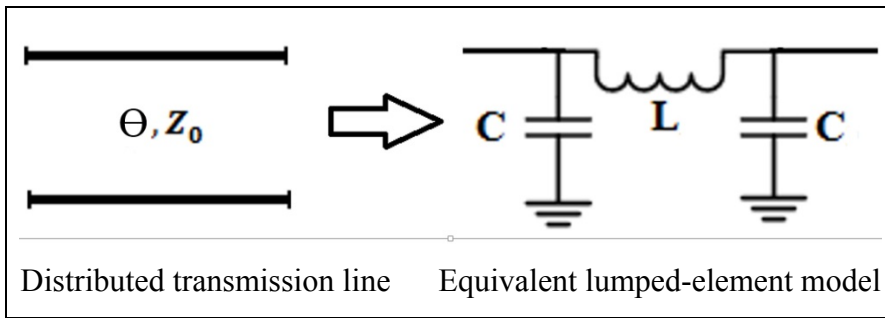 Ɵ, Z₀
C L C
Distributed transmission line Equivalent lumped-element model